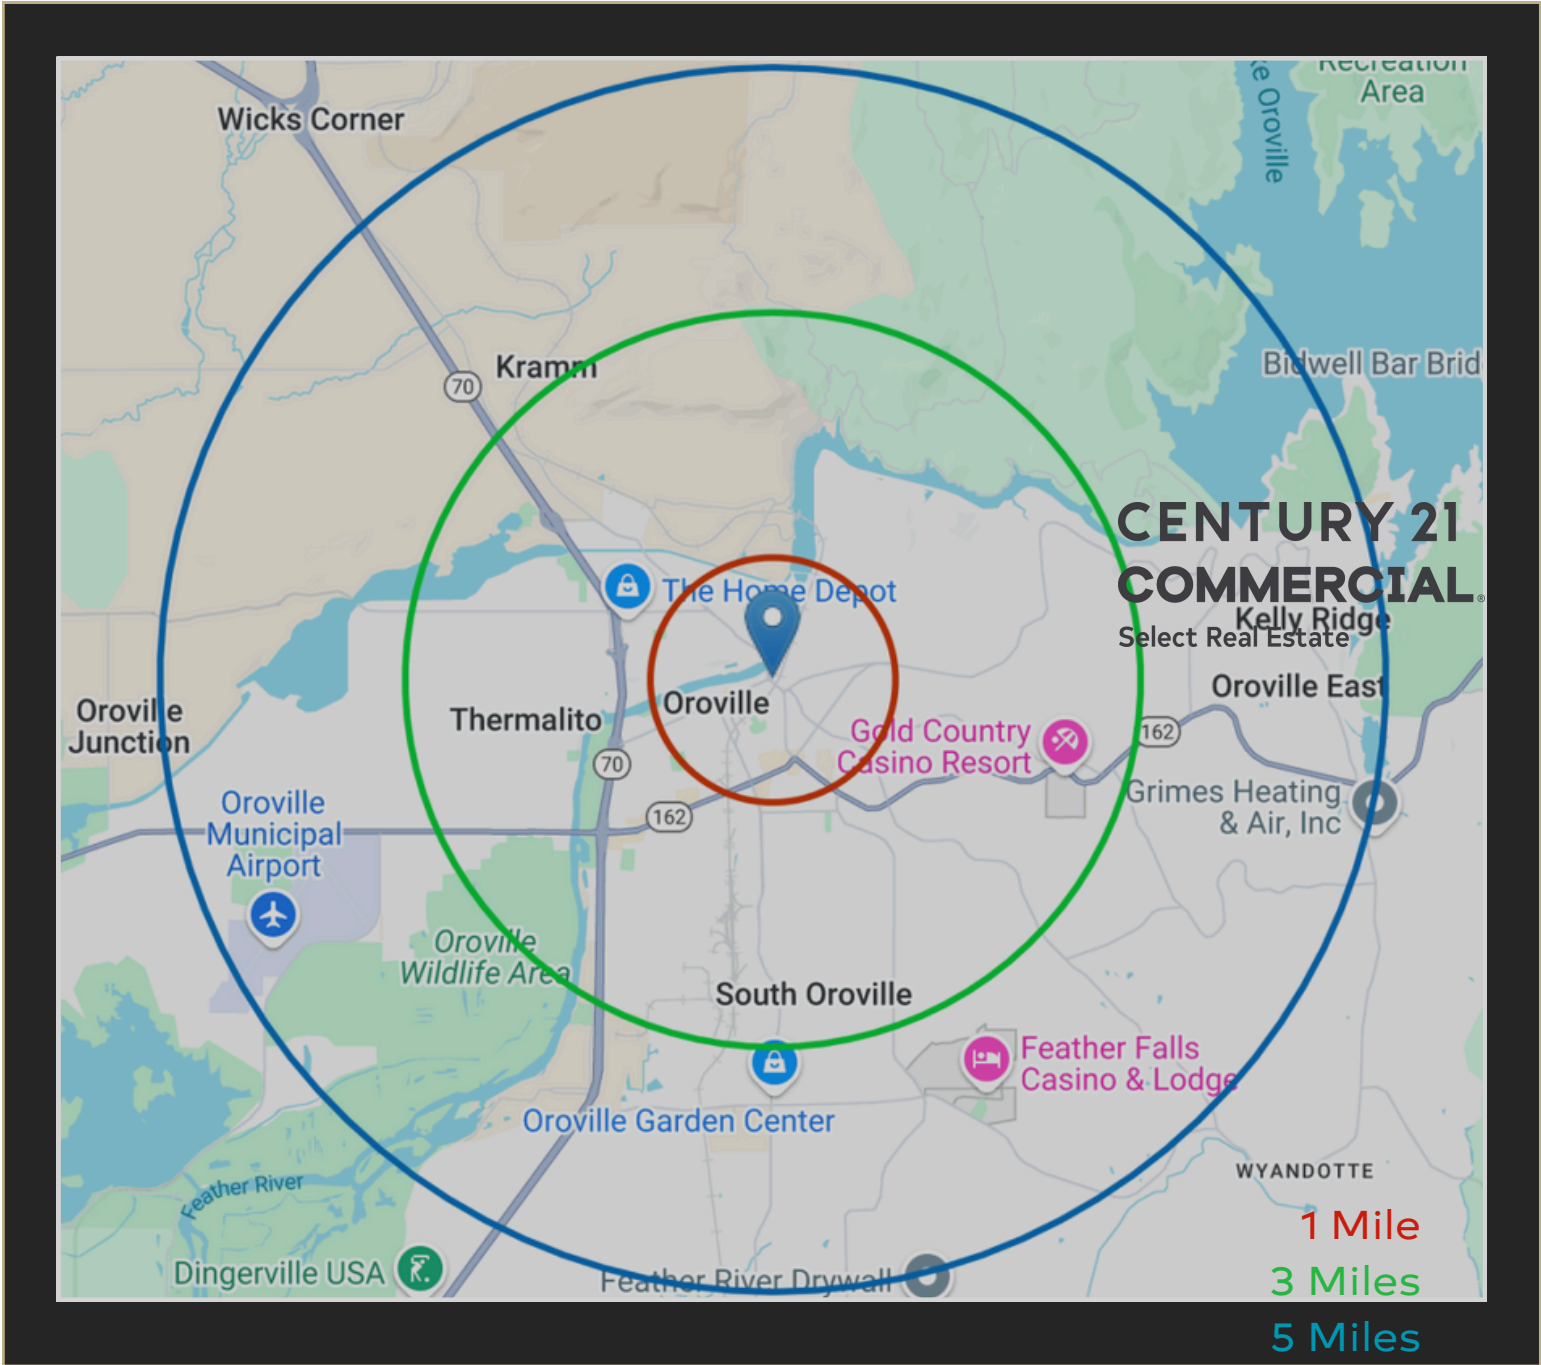 Recreation
Area
Wicks Corner
ke Oroville
Kramm
Bidwell Bar Brid
70
CENTURY 21
COMMERCIAL®
Select Real Estate
The Home Depot
Kelly Ridge
Oroville East
Oroville
Junction
Thermalito
Oroville
Gold Country
Casino Resort
162
70
Grimes Heating
& Air, Inc
Oroville
Municipal
Airport
162
Oroville
Wildlife Area
South Oroville
Feather Falls
Casino & Lodge
Oroville Garden Center
WYANDOTTE
Feather River
Dingerville USA
Feather River Drywall
1 Mile
3 Miles
5 Miles